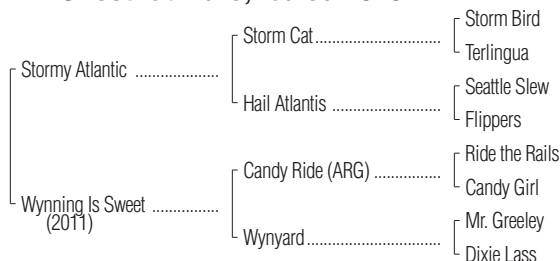 Storm Bird
Storm Cat
Terlingua
Stormy Atlantic
Seattle Slew
Hail Atlantis
Flippers
Ride the Rails
Candy Ride (ARG)
Candy Girl
Wynning Is Sweet
(2011)
Mr. Greeley
Wynyard
Dixie Lass